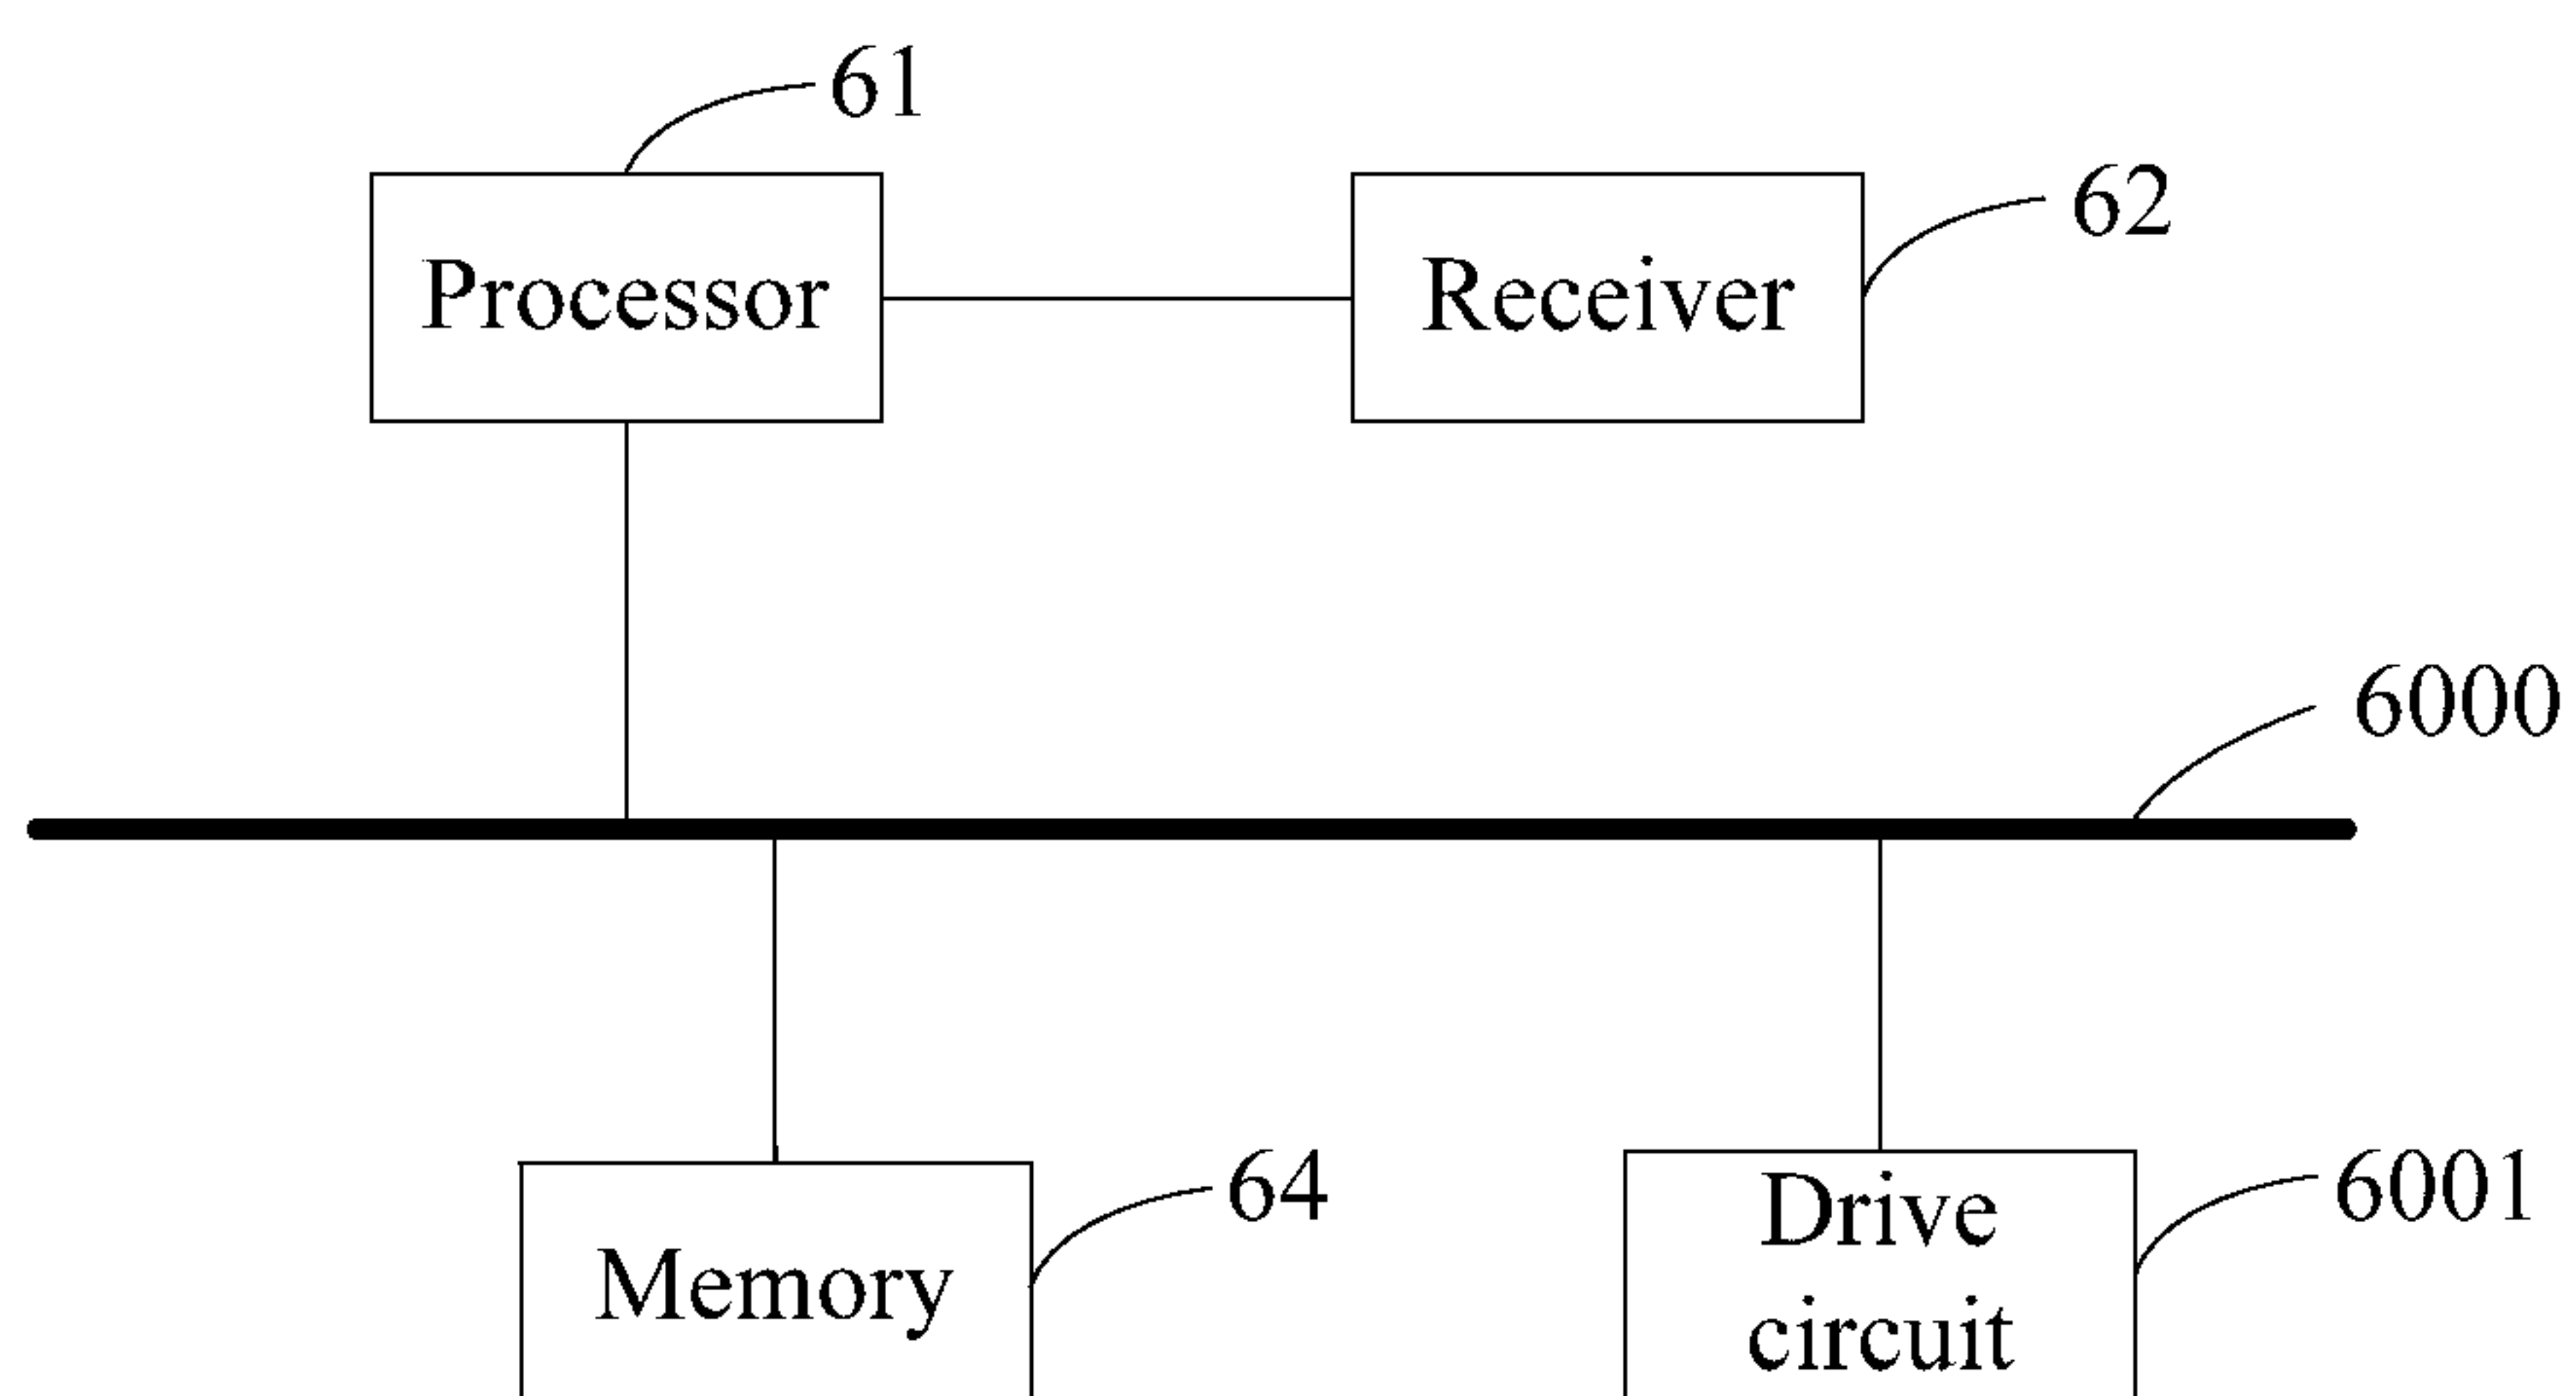 61
62
Processor
Receiver
6000
64
6001
Memory
Drive
circuit